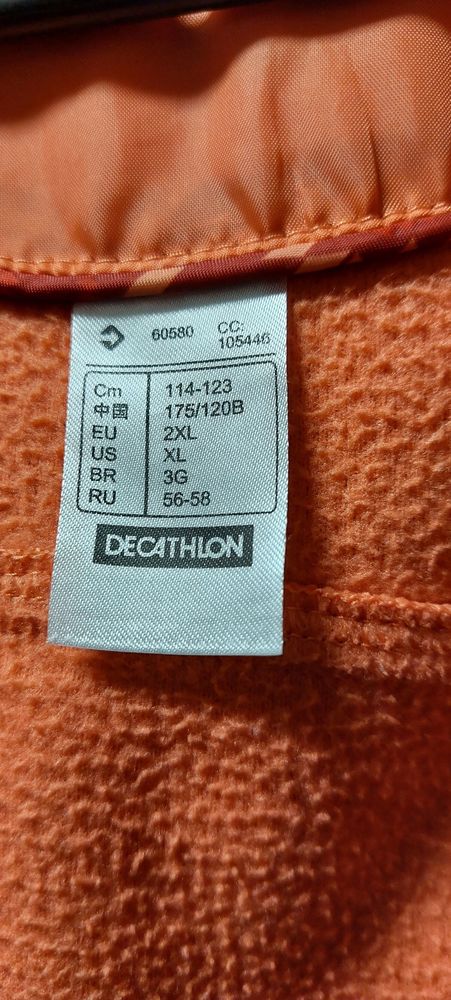 60580 CC:
105446
Cm 114-123
中国 175/120B
EU 2XL
US XL
BR 3G
RU 56-58
DECATHLON